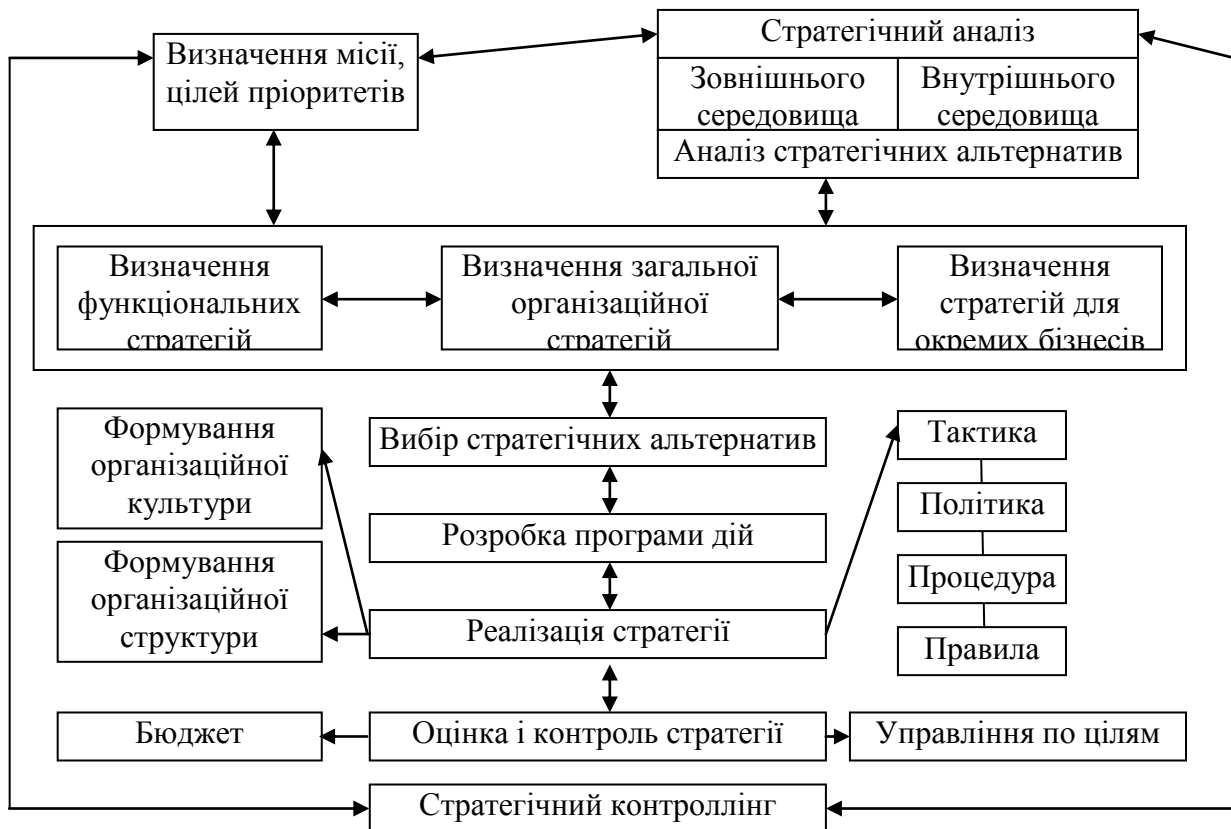 Визначення місії,
цілей пріоритетів
Стратегічний аналіз
Зовнішнього
середовища
Внутрішнього
середовища
Аналіз стратегічних альтернатив
Визначення
функціональних
стратегій
Визначення загальної
організаційної
стратегій
Визначення
стратегій для
окремих бізнесів
Формування
організаційної
культури
Вибір стратегічних альтернатив
Тактика
Політика
Розробка програми дій
Формування
організаційної
структури
Процедура
Реалізація стратегії
Правила
Бюджет
Оцінка і контроль стратегії
Управління по цілям
Стратегічний контроллінг